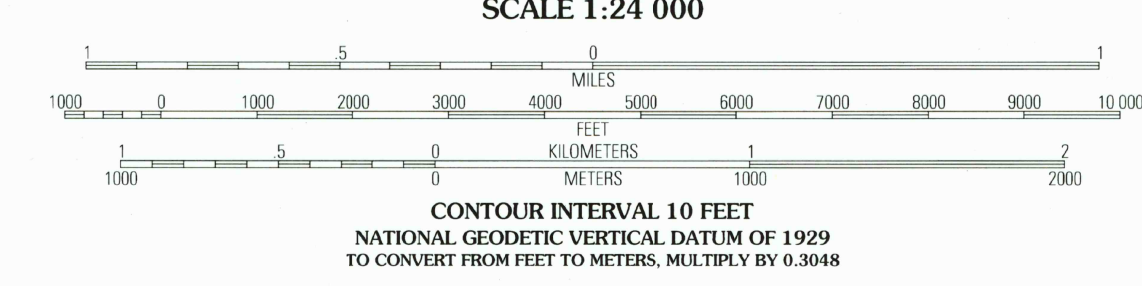 SCALE 1:24 000
1 .5 0 1
MILES
1000 0 1000 2000 3000 4000 5000 6000 7000 8000 9000 10 000
FEET
1 .5 0 KILOMETERS 1 2
1000 0 METERS 1000 2000
CONTOUR INTERVAL 10 FEET
NATIONAL GEODETIC VERTICAL DATUM OF 1929
TO CONVERT FROM FEET TO METERS, MULTIPLY BY 0.3048